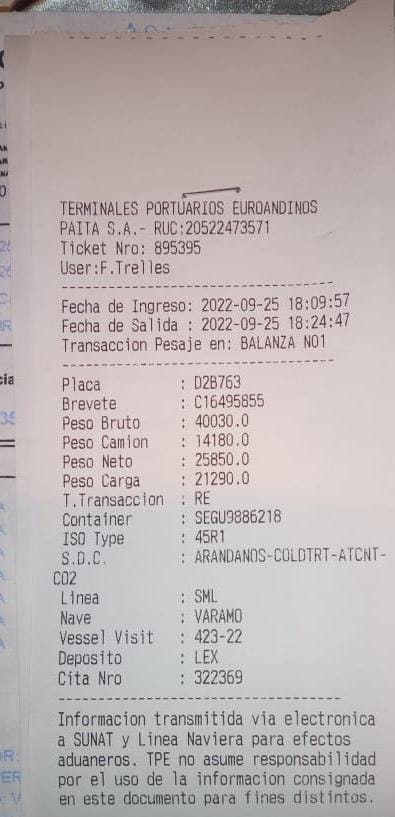 TERMINALES PORTUARIOS EUROANDINOS
PAITA S.A.- RUC:20522473571
Ticket Nro: 895395
User:F.Trelles
Fecha de Ingreso: 2022-09-25 18:09:57
Fecha de Salida : 2022-09-25 18:24:47
Transaccion Pesaje en: BALANZA NO1
Placa : D2B763
Brevete : C16495855
Peso Bruto : 40030.0
Peso Camion : 14180.0
Peso Neto : 25850.0
Peso Carga : 21290.0
T.Transaccion : RE
Container : SEGU9886218
ISO Type : 45R1
S.D.C. : ARANDANOS-COLDTRT-ATCNT-
CO2
Linea : SML
Nave : VARAMO
Vessel Visit : 423-22
Deposito : LEX
Cita Nro : 322369
Informacion transmitida via electronica
a SUNAT y Linea Naviera para efectos
aduaneros. TPE no asume responsabilidad
por el uso de la informacion consignada
en este documento para fines distintos.